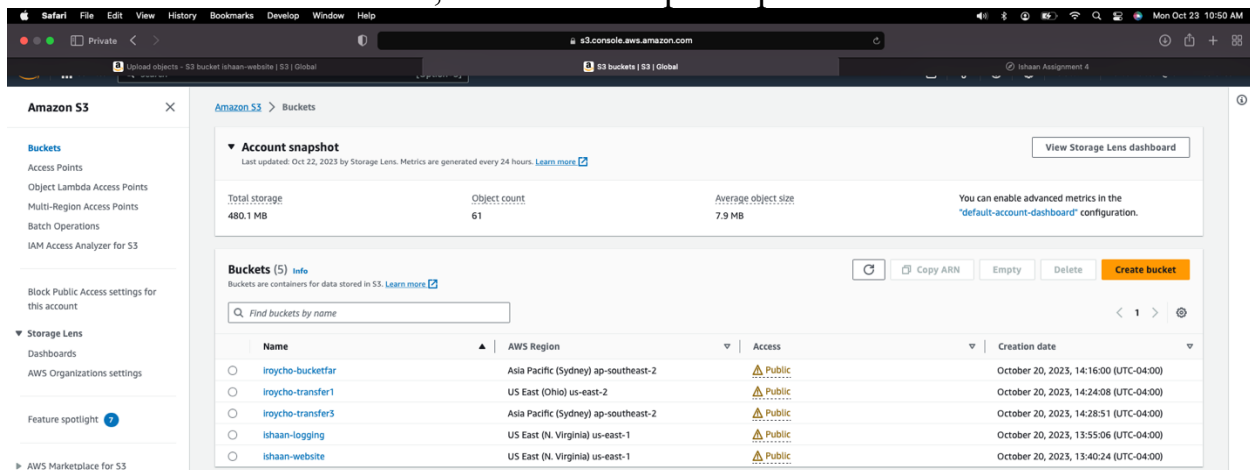 Safari File Edit View History Bookmarks Develop Window Help Mon Oct 23 10:50 AM
Private s3.console.aws.amazon.com
Upload objects - S3 bucket ishaan-website | S3 | Global S3 buckets | S3 | Global Ishaan Assignment 4
Amazon S3
Amazon S3 > Buckets
Buckets
Access Points
Object Lambda Access Points
Multi-Region Access Points
Batch Operations
IAM Access Analyzer for S3
Block Public Access settings for
this account
Storage Lens
Dashboards
AWS Organizations settings
Feature spotlight 7
AWS Marketplace for S3
Account snapshot
View Storage Lens dashboard
Last updated: Oct 22, 2023 by Storage Lens. Metrics are generated every 24 hours. Learn more
Total storage
480.1 MB
Object count
61
Average object size
7.9 MB
You can enable advanced metrics in the
"default-account-dashboard" configuration.
Buckets (5) Info
Buckets are containers for data stored in S3. Learn more
Copy ARN Empty Delete Create bucket
Find buckets by name
1
Name AWS Region Access Creation date
iroycho-bucketfar Asia Pacific (Sydney) ap-southeast-2 Public October 20, 2023, 14:16:00 (UTC-04:00)
iroycho-transfer1 US East (Ohio) us-east-2 Public October 20, 2023, 14:24:08 (UTC-04:00)
iroycho-transfer3 Asia Pacific (Sydney) ap-southeast-2 Public October 20, 2023, 14:28:51 (UTC-04:00)
ishaan-logging US East (N. Virginia) us-east-1 Public October 20, 2023, 13:55:06 (UTC-04:00)
ishaan-website US East (N. Virginia) us-east-1 Public October 20, 2023, 13:40:24 (UTC-04:00)